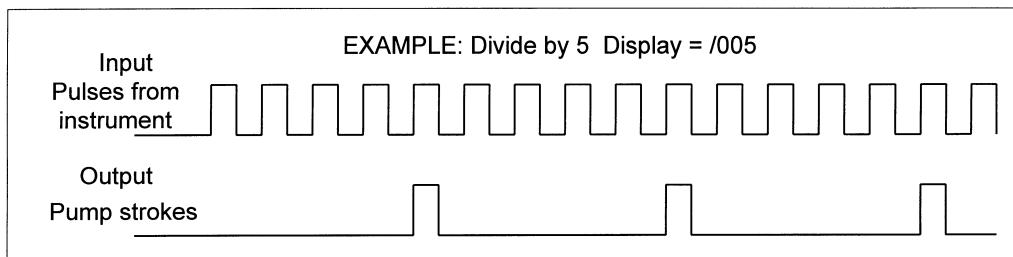 EXAMPLE: Divide by 5 Display = /005
Input
Pulses from
instrument
Output
Pump strokes